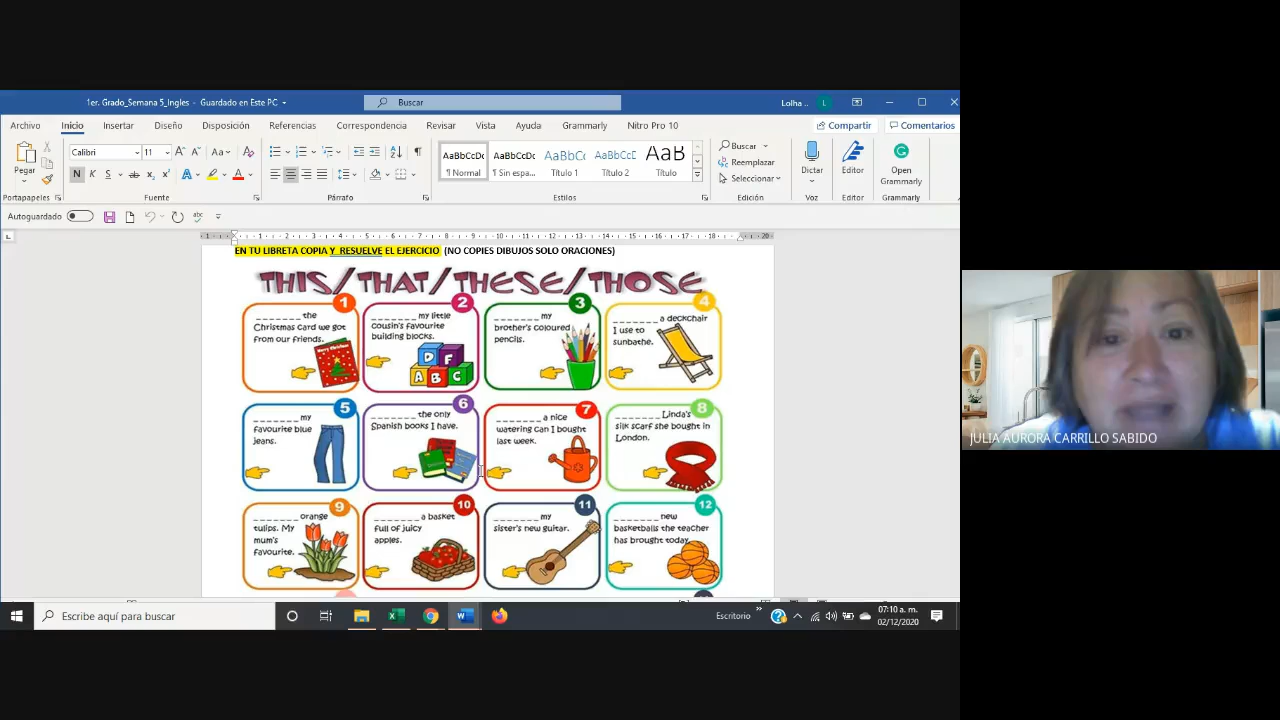 1er. Grado_Semana 5_Ingles - Guardado en Este PC
Buscar
Lolha ..
L
Archivo Inicio Insertar Diseño Disposición Referencias Correspondencia Revisar Vista Ayuda Grammarly Nitro Pro 10
Compartir Comentarios
Pegar
Calibri 11
N K S
AaBbCcDc AaBbCcDc AaBbCc AaBbCcE AaB
¶ Normal ¶ Sin espa... Título 1 Título 2 Título
Buscar
Reemplazar
Seleccionar
Dictar
Editor
Open Grammarly
Portapapeles Fuente Párrafo Estilos Edición Voz Editor Grammarly
Autoguardado
EN TU LIBRETA COPIA Y RESUELVE EL EJERCICIO (NO COPIES DIBUJOS SOLO ORACIONES)
THIS/THAT/THESE/THOSE
1
_______ the
Christmas card we got
from our friends.
Merry Christmas
2
_______ my little
cousin's favourite
building blocks.
D F
A B C
3
_______ my
brother's coloured
pencils.
4
_______ a deckchair
I use to
sunbathe.
5
_______ my
favourite blue
jeans.
6
_______ the only
Spanish books I have.
7
_______ a nice
watering can I bought
last week.
8
_______ Linda's
silk scarf she bought in
London.
9
_______ orange
tulips. My
mum's
favourite.
10
_______ a basket
full of juicy
apples.
11
_______ my
sister's new guitar.
12
_______ new
basketballs the teacher
has brought today.
JULIA AURORA CARRILLO SABIDO
Escribe aquí para buscar
Escritorio
07:10 a. m.
02/12/2020